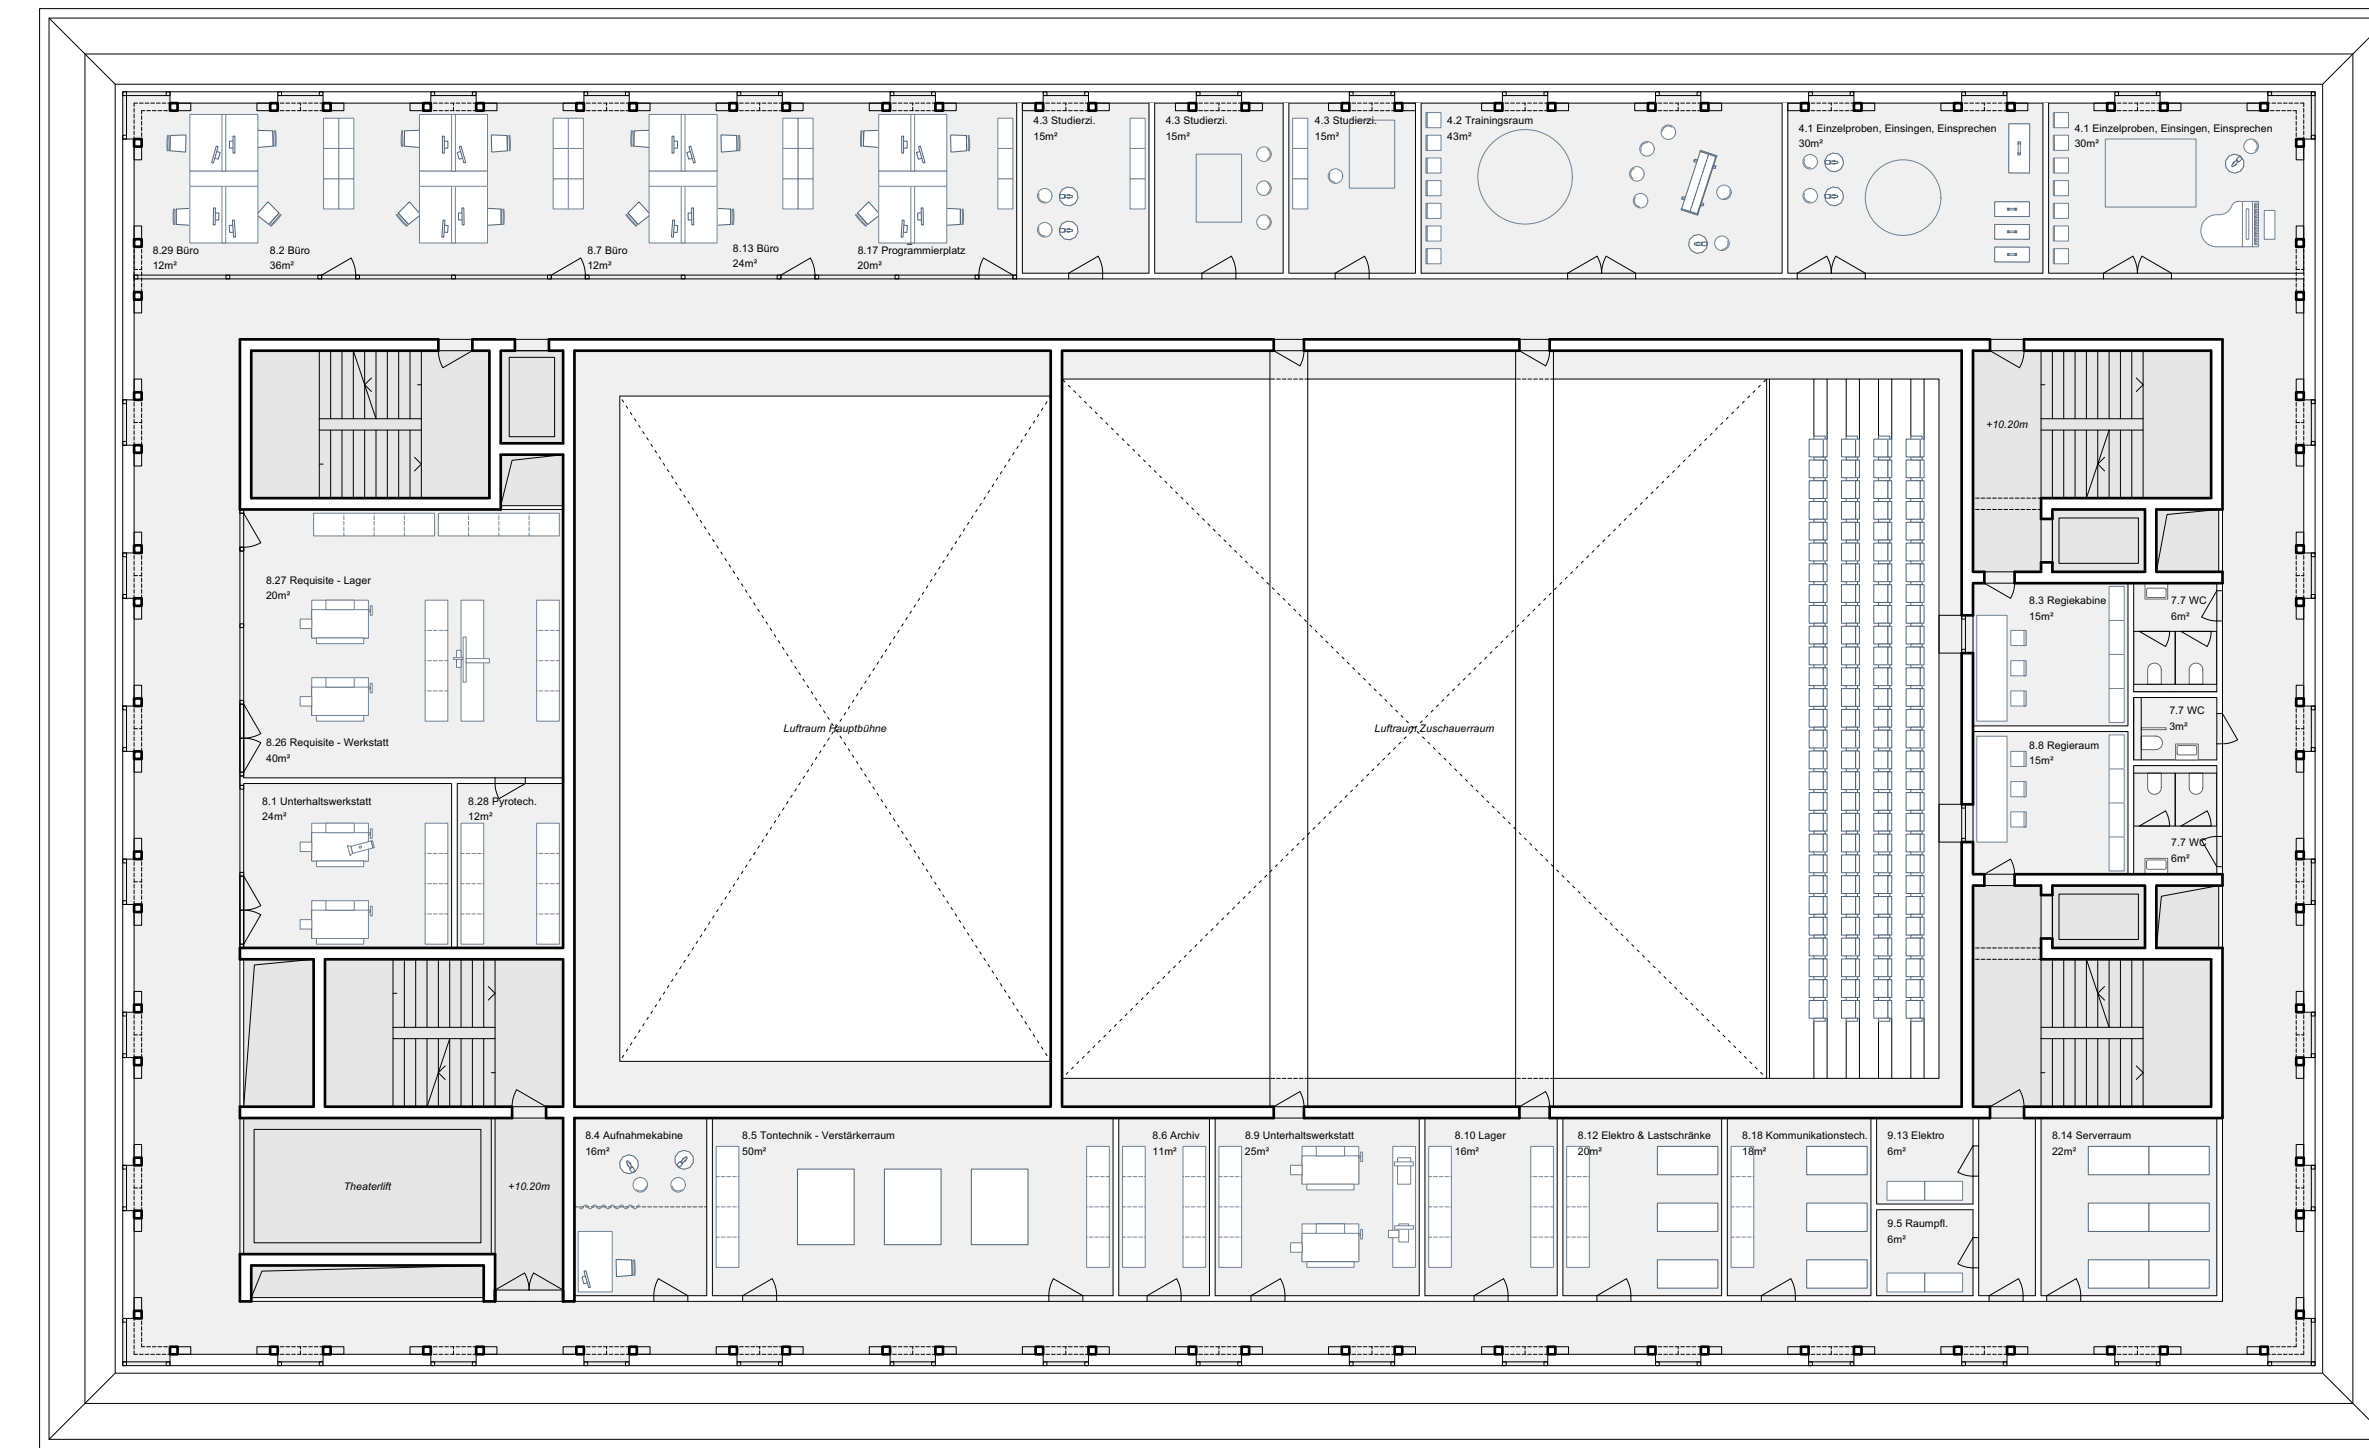 4.3 Studierzi.
15m²
4.3 Studierzi.
15m²
4.3 Studierzi.
15m²
4.2 Trainingsraum
43m²
4.1 Einzelproben, Einsingen, Einsprechen
30m²
4.1 Einzelproben, Einsingen, Einsprechen
30m²
8.29 Büro
12m²
8.2 Büro
36m²
8.7 Büro
12m²
8.13 Büro
24m²
8.17 Programmierplatz
20m²
+10.20m
8.27 Requisite - Lager
20m²
8.3 Regiekabine
15m²
7.7 WC
6m²
Luftraum Hauptbühne
Luftraum Zuschauerraum
7.7 WC
3m²
8.26 Requisite - Werkstatt
40m²
8.8 Regieraum
15m²
8.1 Unterhaltswerkstatt
24m²
8.28 Pyrotech.
12m²
7.7 WC
6m²
8.4 Aufnahmekabine
16m²
8.5 Tontechnik - Verstärkerraum
50m²
8.6 Archiv
11m²
8.9 Unterhaltswerkstatt
25m²
8.10 Lager
16m²
8.12 Elektro & Lastschränke
20m²
8.18 Kommunikationstech.
18m²
9.13 Elektro
6m²
8.14 Serverraum
22m²
Theaterlift
+10.20m
9.5 Raumpfl.
6m²